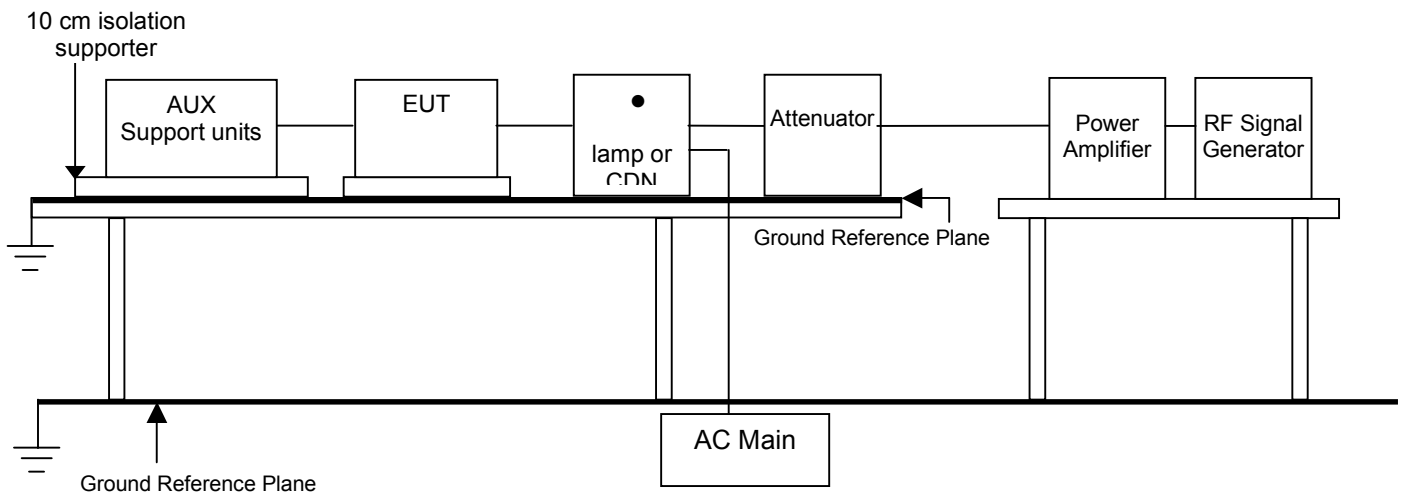 10 cm isolation
supporter
AUX
Support units
EUT
lamp or
CDN
Attenuator
Power
Amplifier
RF Signal
Generator
Ground Reference Plane
AC Main
Ground Reference Plane